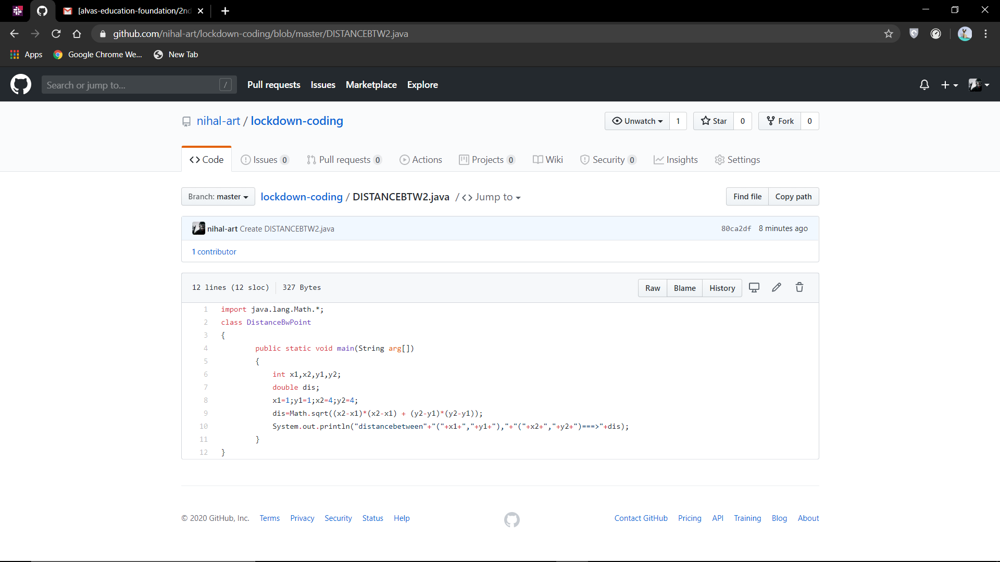 [alvas-education-foundation/2nd
github.com/nihal-art/lockdown-coding/blob/master/DISTANCEBTW2.java
Apps Google Chrome We... New Tab
Search or jump to... / Pull requests Issues Marketplace Explore
nihal-art / lockdown-coding Unwatch 1 Star 0 Fork 0
Code Issues 0 Pull requests 0 Actions Projects 0 Wiki Security 0 Insights Settings
Branch: master lockdown-coding / DISTANCEBTW2.java / Jump to Find file Copy path
nihal-art Create DISTANCEBTW2.java 80ca2df 8 minutes ago
1 contributor
12 lines (12 sloc) 327 Bytes Raw Blame History
1 import java.lang.Math.*;
2 class DistanceBwPoint
3 {
4 public static void main(String arg[])
5 {
6 int x1,x2,y1,y2;
7 double dis;
8 x1=1;y1=1;x2=4;y2=4;
9 dis=Math.sqrt((x2-x1)*(x2-x1) + (y2-y1)*(y2-y1));
10 System.out.println("distancebetween"+"("+x1+","+y1+"),"+"("+x2+","+y2+")===>"+dis);
11 }
12 }
© 2020 GitHub, Inc. Terms Privacy Security Status Help Contact GitHub Pricing API Training Blog About